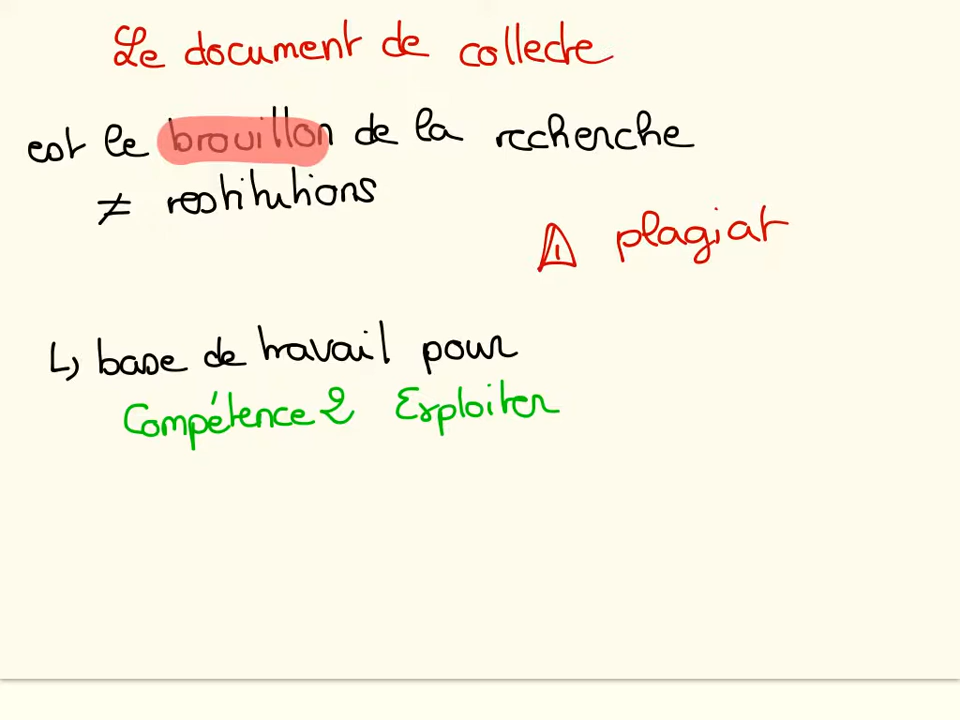 Le document de collecte
est le brouillon de la recherche
≠ restitutions
⚠ plagiat
↳ base de travail pour
Compétence 2 Exploiter